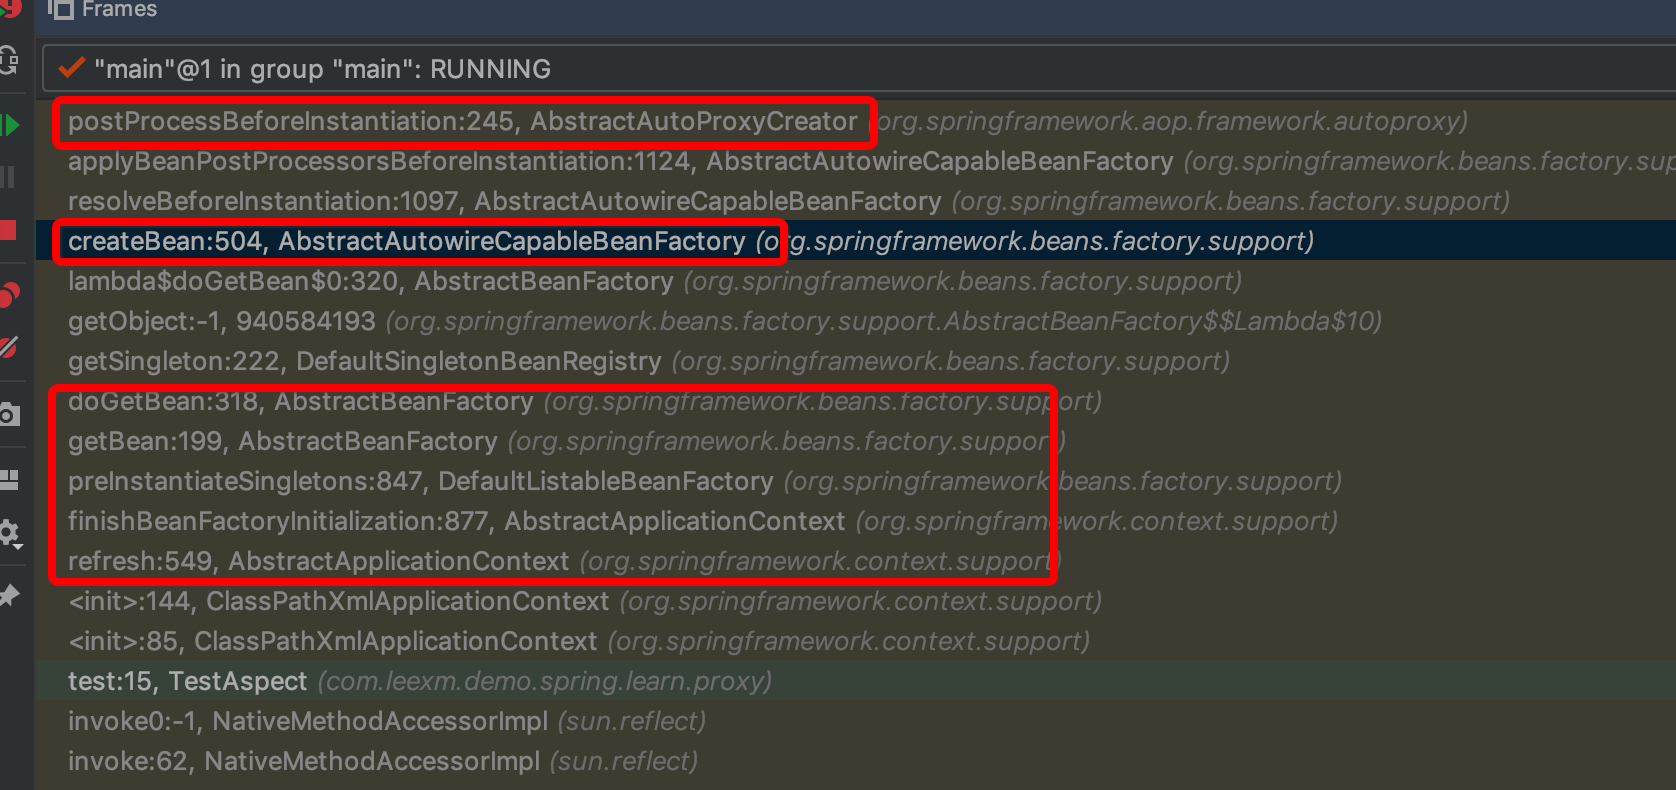 Frames
"main"@1 in group "main": RUNNING
postProcessBeforeInstantiation:245, AbstractAutoProxyCreator (org.springframework.aop.framework.autoproxy)
applyBeanPostProcessorsBeforeInstantiation:1124, AbstractAutowireCapableBeanFactory (org.springframework.beans.factory.sup
resolveBeforeInstantiation:1097, AbstractAutowireCapableBeanFactory (org.springframework.beans.factory.support)
createBean:504, AbstractAutowireCapableBeanFactory (org.springframework.beans.factory.support)
lambda$doGetBean$0:320, AbstractBeanFactory (org.springframework.beans.factory.support)
getObject:-1, 940584193 (org.springframework.beans.factory.support.AbstractBeanFactory$$Lambda$10)
getSingleton:222, DefaultSingletonBeanRegistry (org.springframework.beans.factory.support)
doGetBean:318, AbstractBeanFactory (org.springframework.beans.factory.support)
getBean:199, AbstractBeanFactory (org.springframework.beans.factory.support)
preInstantiateSingletons:847, DefaultListableBeanFactory (org.springframework.beans.factory.support)
finishBeanFactoryInitialization:877, AbstractApplicationContext (org.springframework.context.support)
refresh:549, AbstractApplicationContext (org.springframework.context.support)
<init>:144, ClassPathXmlApplicationContext (org.springframework.context.support)
<init>:85, ClassPathXmlApplicationContext (org.springframework.context.support)
test:15, TestAspect (com.leexm.demo.spring.learn.proxy)
invoke0:-1, NativeMethodAccessorImpl (sun.reflect)
invoke:62, NativeMethodAccessorImpl (sun.reflect)